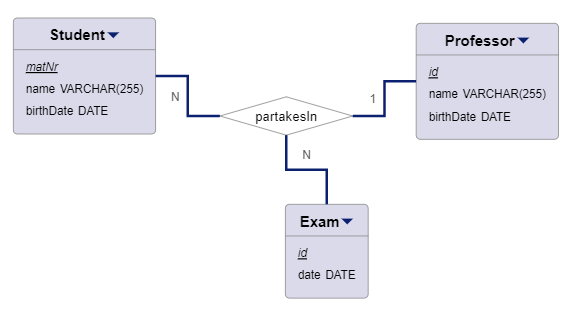 Student
matNr
name VARCHAR(255)
birthDate DATE
N
partakesIn
1
Professor
id
name VARCHAR(255)
birthDate DATE
N
Exam
id
date DATE